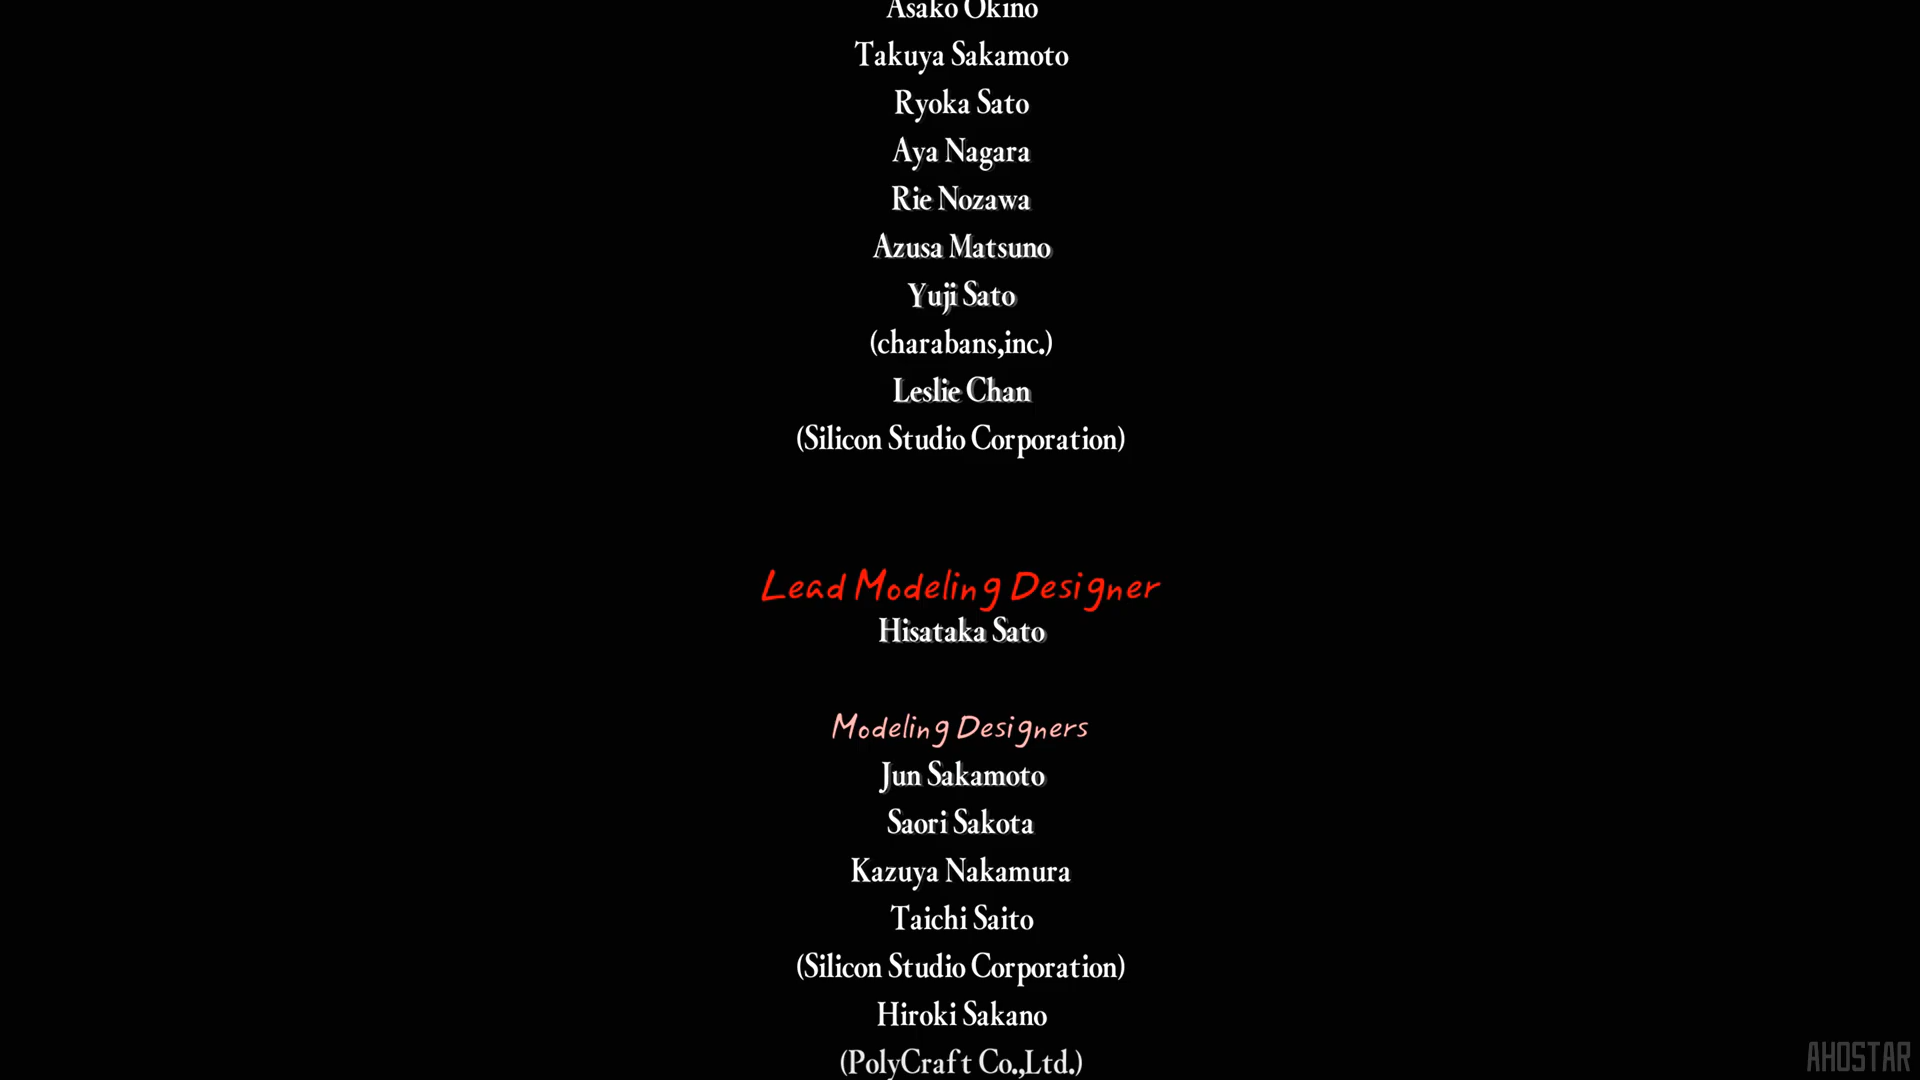 Asako Okino
Takuya Sakamoto
Ryoka Sato
Aya Nagara
Rie Nozawa
Azusa Matsuno
Yuji Sato
(charabans,inc.)
Leslie Chan
(Silicon Studio Corporation)
Lead Modeling Designer
Hisataka Sato
Modeling Designers
Jun Sakamoto
Saori Sakota
Kazuya Nakamura
Taichi Saito
(Silicon Studio Corporation)
Hiroki Sakano
(PolyCraft Co.,Ltd.)
AHOSTAR